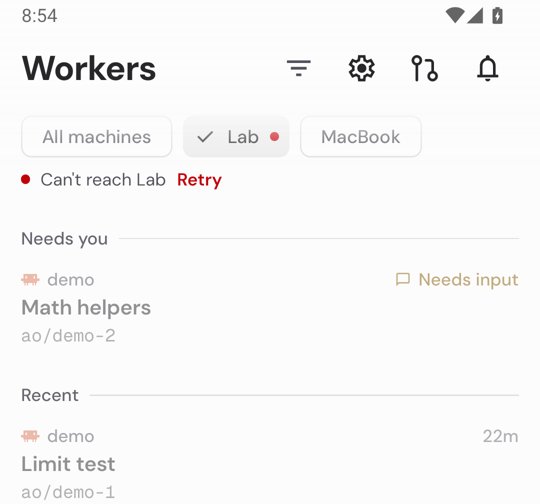 8:54
Workers
All machines Lab MacBook
Can't reach Lab Retry
Needs you
demo Needs input
Math helpers
ao/demo-2
Recent
demo 22m
Limit test
ao/demo-1